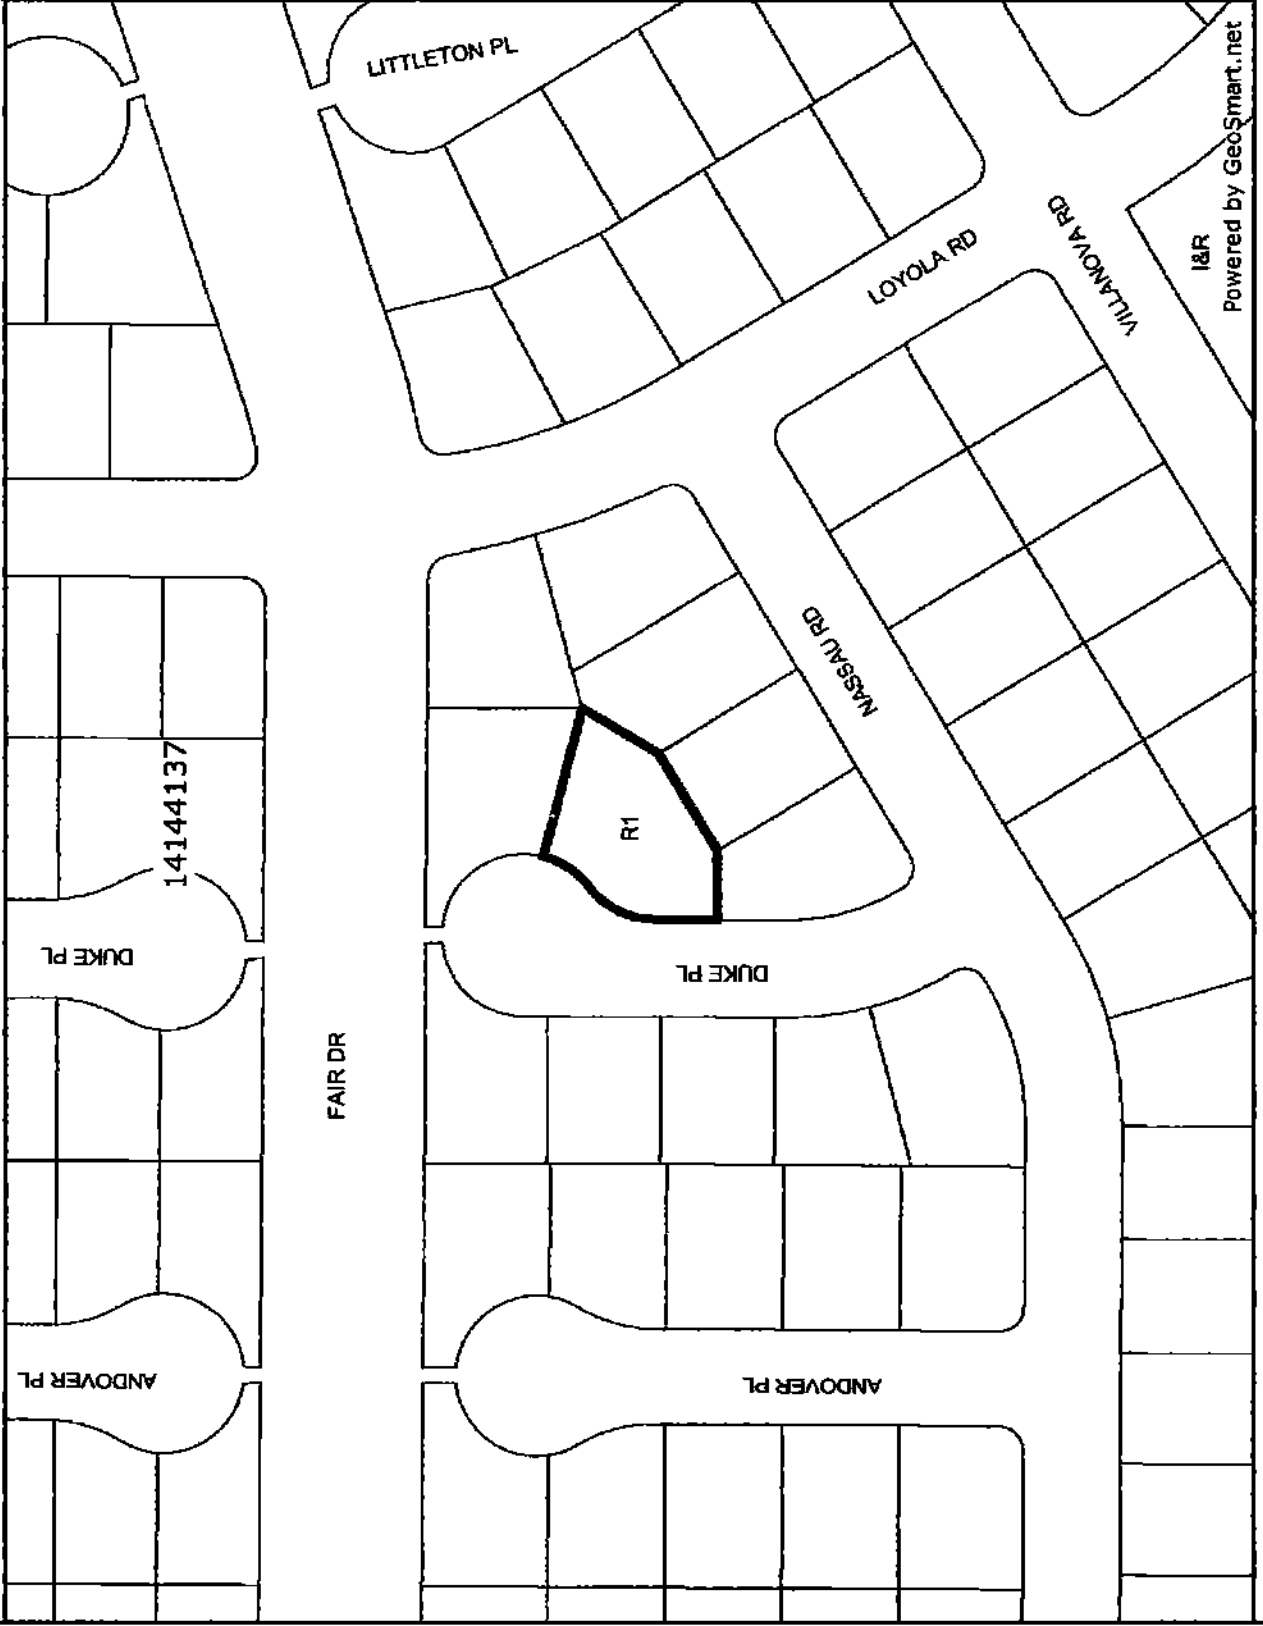 LITTLETON PL
LOYOLA RD
VILLANOVA RD
I&R
Powered by GeoSmart.net
NASSAU RD
14144137
R1
DUKE PL
DUKE PL
FAIR DR
ANDOVER PL
ANDOVER PL